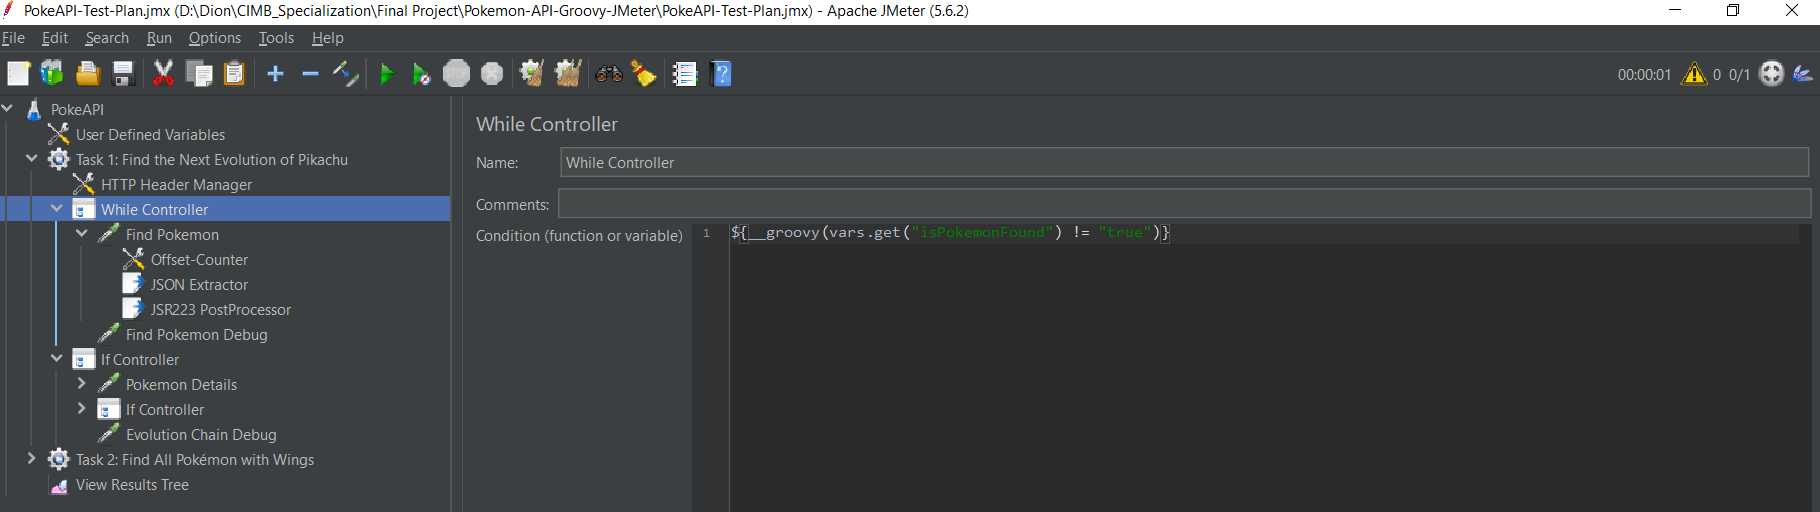 PokeAPI-Test-Plan.jmx (D:\Dion\CIMB_Specialization\Final Project\Pokemon-API-Groovy-JMeter\PokeAPI-Test-Plan.jmx) - Apache JMeter (5.6.2)
File Edit Search Run Options Tools Help
STOP
00:00:01 0 0/1
PokeAPI
User Defined Variables
Task 1: Find the Next Evolution of Pikachu
HTTP Header Manager
While Controller
Find Pokemon
Offset-Counter
JSON Extractor
JSR223 PostProcessor
Find Pokemon Debug
If Controller
Pokemon Details
If Controller
Evolution Chain Debug
Task 2: Find All Pokémon with Wings
View Results Tree
While Controller
Name: While Controller
Comments:
Condition (function or variable) 1 ${__groovy(vars.get("isPokemonFound") != "true")}